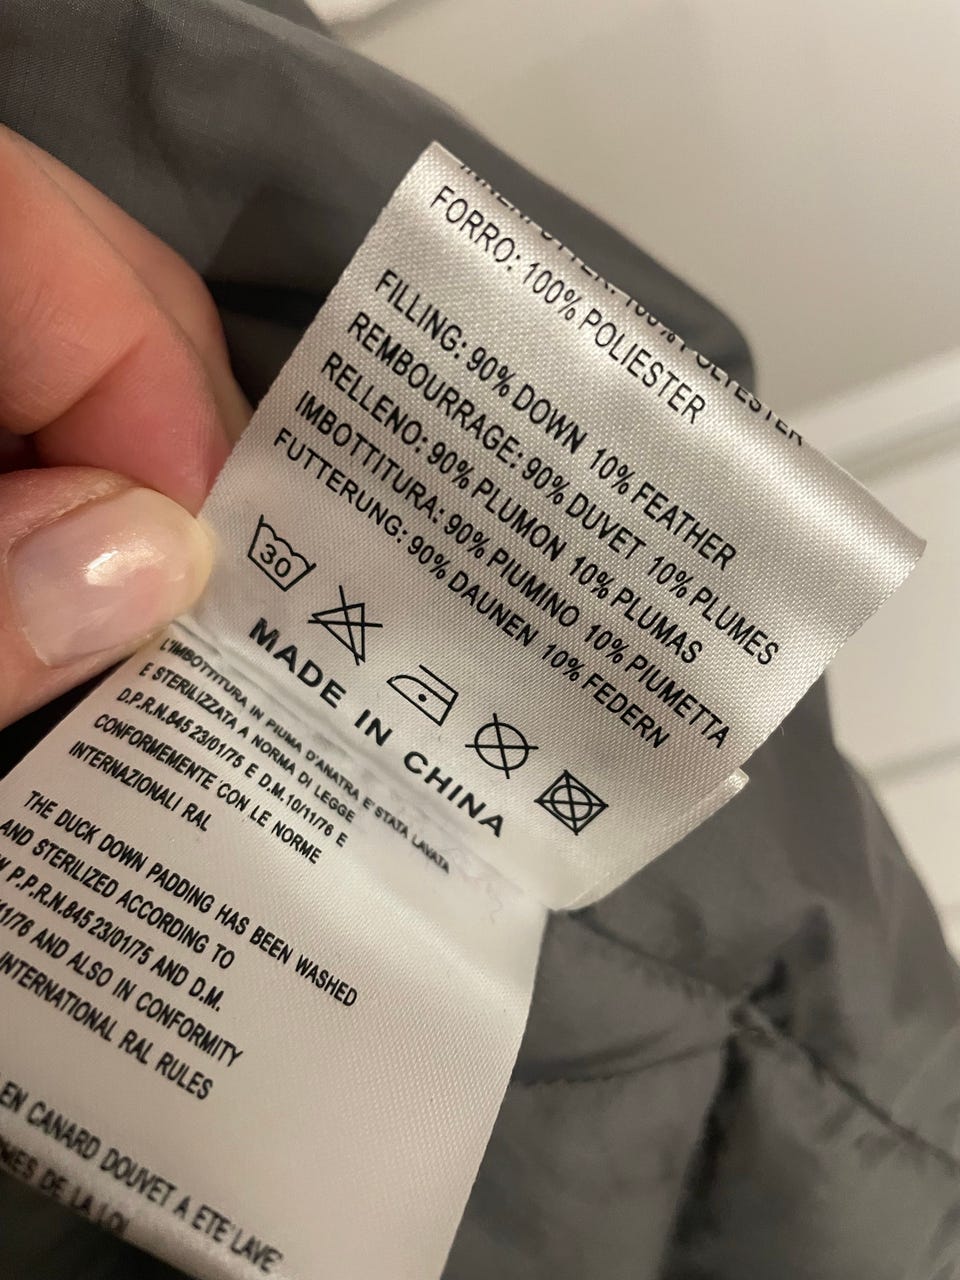 FORRO: 100% POLIESTER
FILLING: 90% DOWN 10% FEATHER
REMBOURRAGE: 90% DUVET 10% PLUMES
RELLENO: 90% PLUMON 10% PLUMAS
IMBOTTITURA: 90% PIUMINO 10% PIUMETTA
FUTTERUNG: 90% DAUNEN 10% FEDERN
30
MADE IN CHINA
L'IMBOTTITURA IN PIUMA D'ANATRA E' STATA LAVATA
E STERILIZZATA A NORMA DI LEGGE
D.P.R.N.845 23/01/75 E D.M.10/11/76 E
CONFORMEMENTE CON LE NORME
INTERNAZIONALI RAL
THE DUCK DOWN PADDING HAS BEEN WASHED
AND STERILIZED ACCORDING TO
P.P.R.N.845 23/01/75 AND D.M.
11/76 AND ALSO IN CONFORMITY
INTERNATIONAL RAL RULES
EN CANARD DOUVET A ETE LAVE'
DE LA LOI